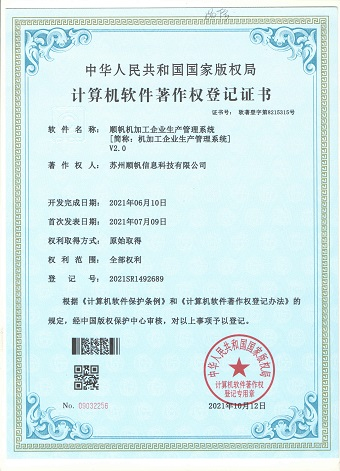 中华人民共和国国家版权局
计算机软件著作权登记证书
证书号: 软著登字第8215315号
软件名称: 顺帆机加工企业生产管理系统
[简称: 机加工企业生产管理系统]
V2.0
著作权人: 苏州顺帆信息科技有限公司
开发完成日期: 2021年06月10日
首次发表日期: 2021年07月09日
权利取得方式: 原始取得
权利范围: 全部权利
登记号: 2021SR1492689
根据《计算机软件保护条例》和《计算机软件著作权登记办法》的
规定,经中国版权保护中心审核,对以上事项予以登记。
中华人民共和国国家版权局
计算机软件著作权
登记专用章
No. 09032256
2021年10月12日